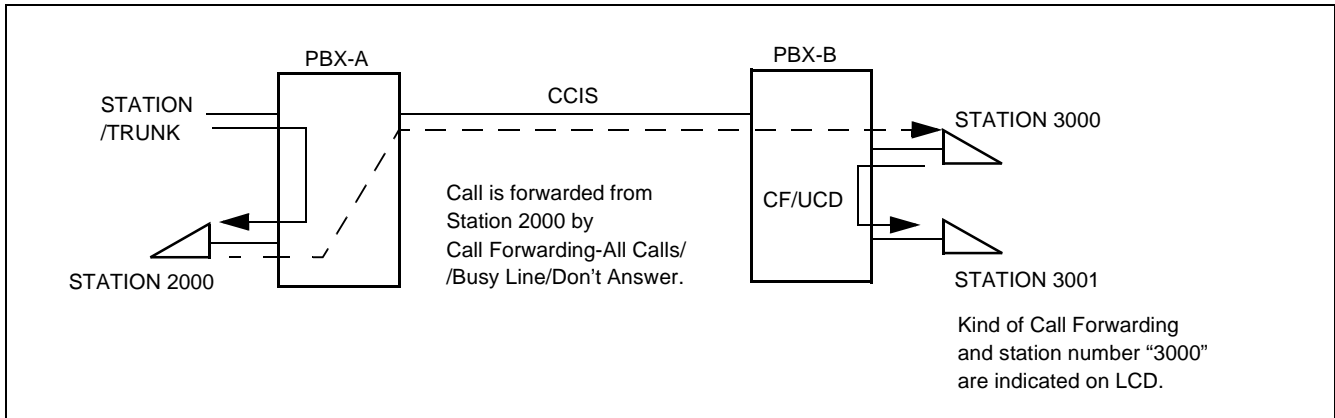 PBX-A
PBX-B
STATION
/TRUNK
CCIS
STATION 3000
Call is forwarded from
Station 2000 by
Call Forwarding-All Calls/
/Busy Line/Don't Answer.
CF/UCD
STATION 2000
STATION 3001
Kind of Call Forwarding
and station number “3000”
are indicated on LCD.